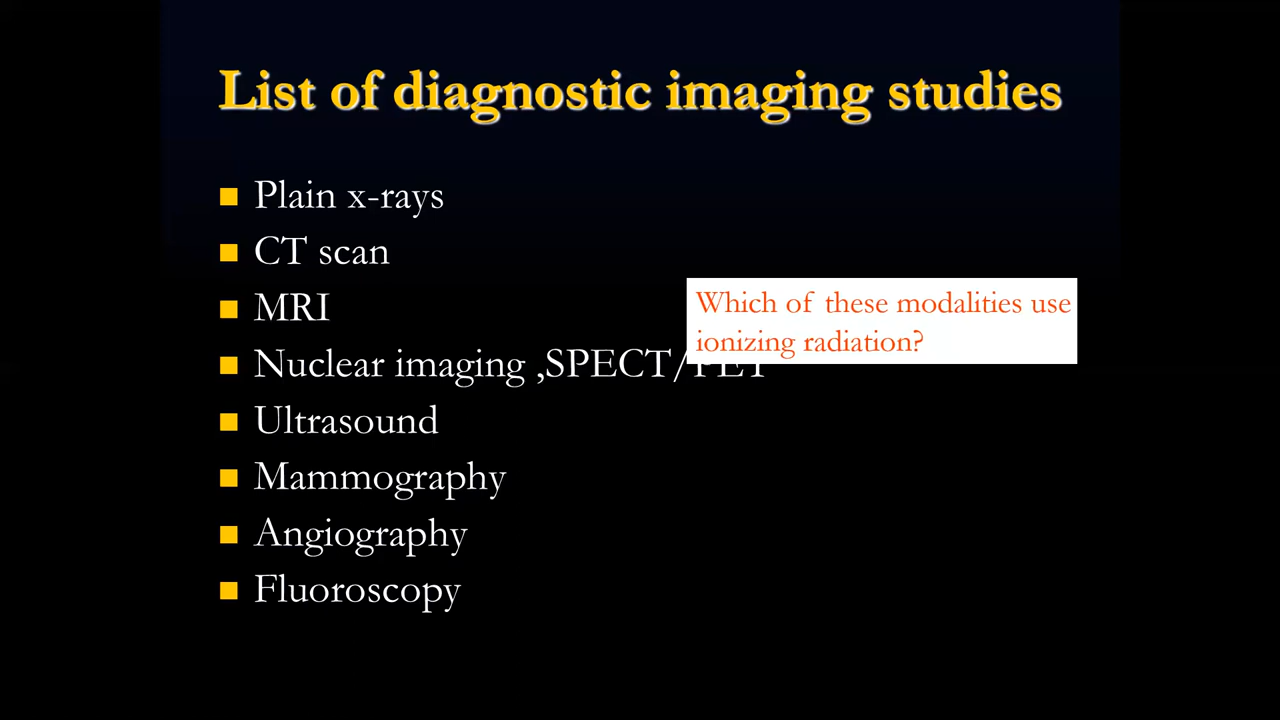 List of diagnostic imaging studies
Plain x-rays
CT scan
MRI
Which of these modalities use
ionizing radiation?
Nuclear imaging ,SPECT/PET
Ultrasound
Mammography
Angiography
Fluoroscopy